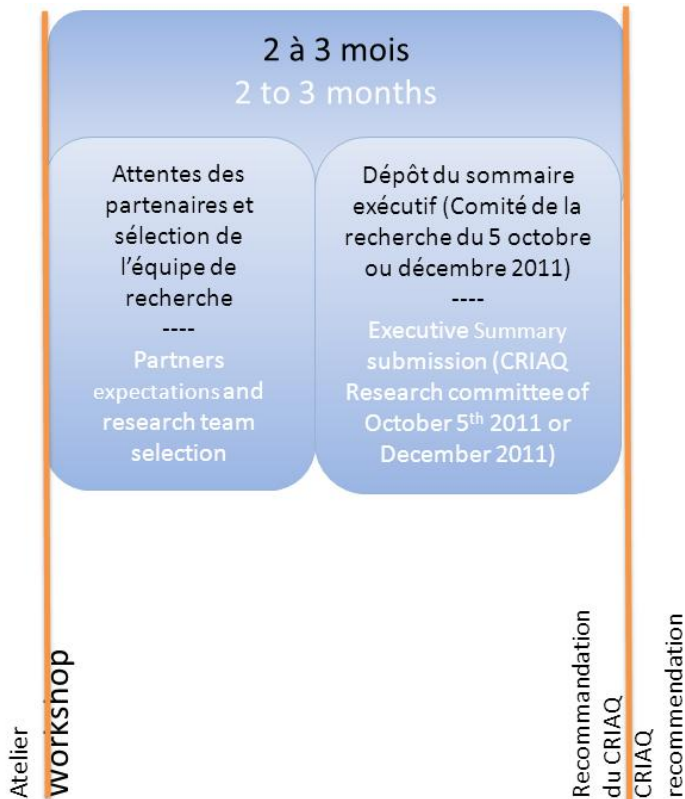 2 à 3 mois
2 to 3 months
Attentes des
partenaires et
sélection de
l'équipe de
recherche
----
Partners
expectations and
research team
selection
Dépôt du sommaire
exécutif (Comité de la
recherche du 5 octobre
ou décembre 2011)
----
Executive Summary
submission (CRIAQ
Research committee of
October 5th 2011 or
December 2011)
Atelier
Workshop
Recommandation
du CRIAQ
CRIAQ
recommendation